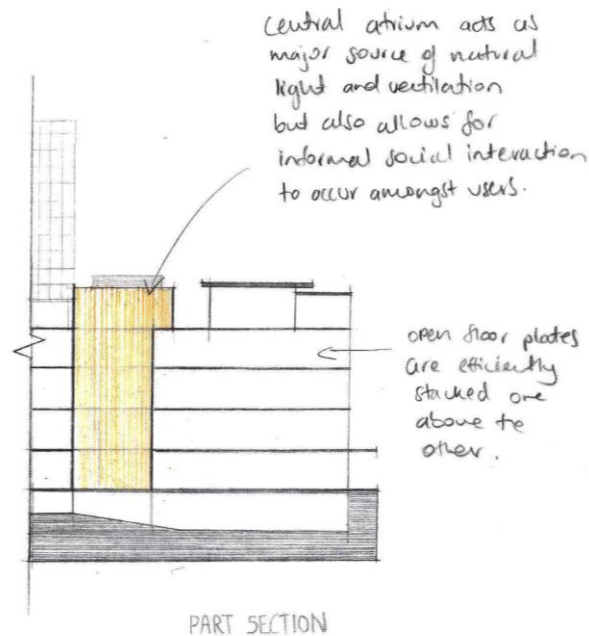 central atrium acts as
major source of natural
light and ventilation
but also allows for
informal social interaction
to occur amongst users.
open floor plates
are efficiently
stacked one
above the
other.
PART SECTION